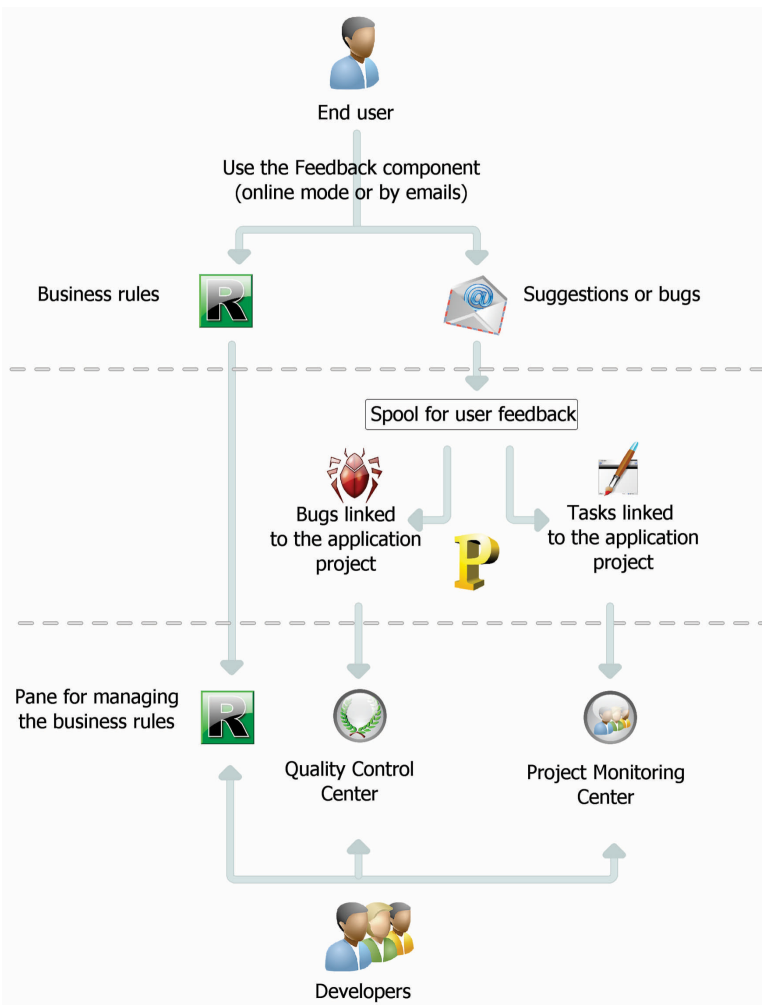 End user
Use the Feedback component
(online mode or by emails)
Business rules
R
@
Suggestions or bugs
Spool for user feedback
Bugs linked
to the application
project
P
Tasks linked
to the application
project
Pane for managing
the business rules
R
Quality Control
Center
Project Monitoring
Center
Developers